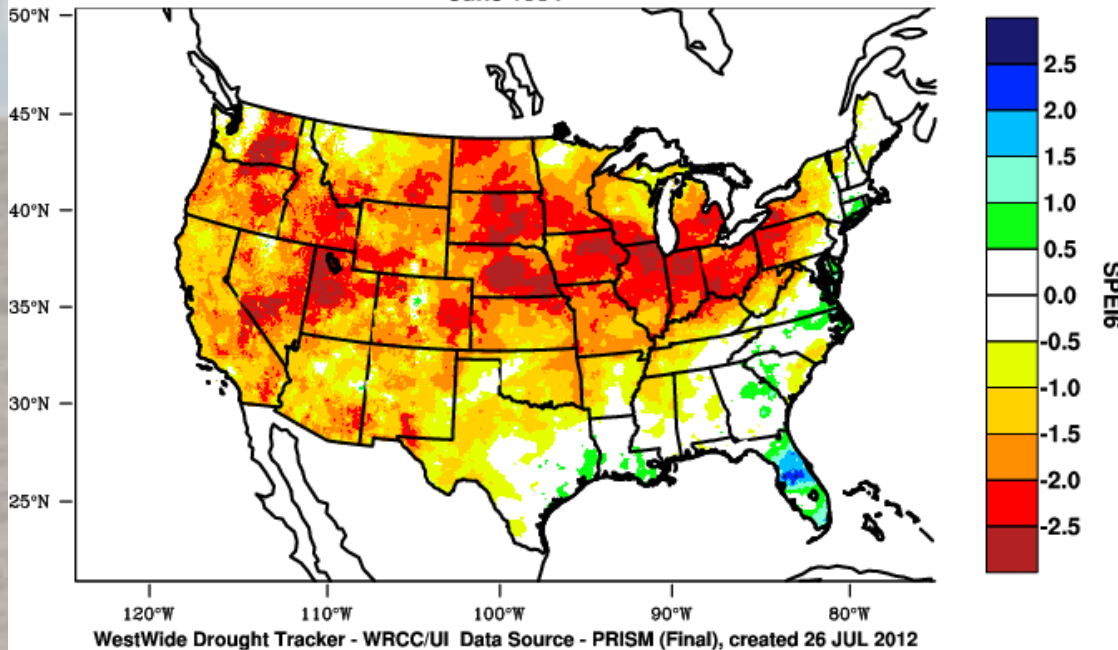 50°N
45°N
40°N
35°N
30°N
25°N
120°W 110°W 100°W 90°W 80°W
2.5
2.0
1.5
1.0
0.5
0.0
-0.5
-1.0
-1.5
-2.0
-2.5
SPEI6
WestWide Drought Tracker - WRCC/UI Data Source - PRISM (Final), created 26 JUL 2012